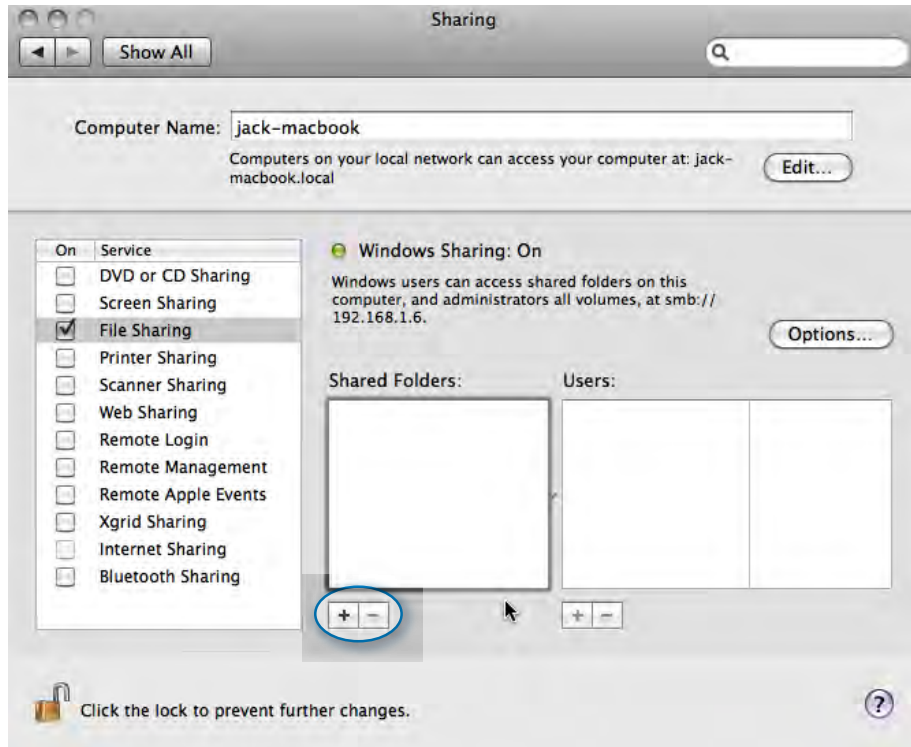 Sharing
Show All
Computer Name: jack-macbook
Computers on your local network can access your computer at: jack-
macbook.local
Edit...
On Service
DVD or CD Sharing
Screen Sharing
File Sharing
Printer Sharing
Scanner Sharing
Web Sharing
Remote Login
Remote Management
Remote Apple Events
Xgrid Sharing
Internet Sharing
Bluetooth Sharing
Windows Sharing: On
Windows users can access shared folders on this
computer, and administrators all volumes, at smb://
192.168.1.6.
Options...
Shared Folders:
Users:
+ −
+ −
Click the lock to prevent further changes.
?